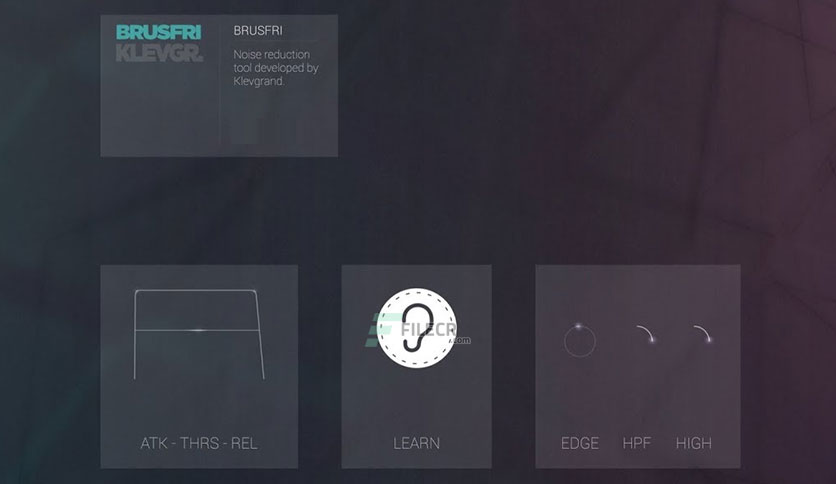 BRUSFRI
KLEVGR.
BRUSFRI
Noise reduction
tool developed by
Klevgrand.
FILECR
.com
ATK - THRS - REL
LEARN
EDGE HPF HIGH